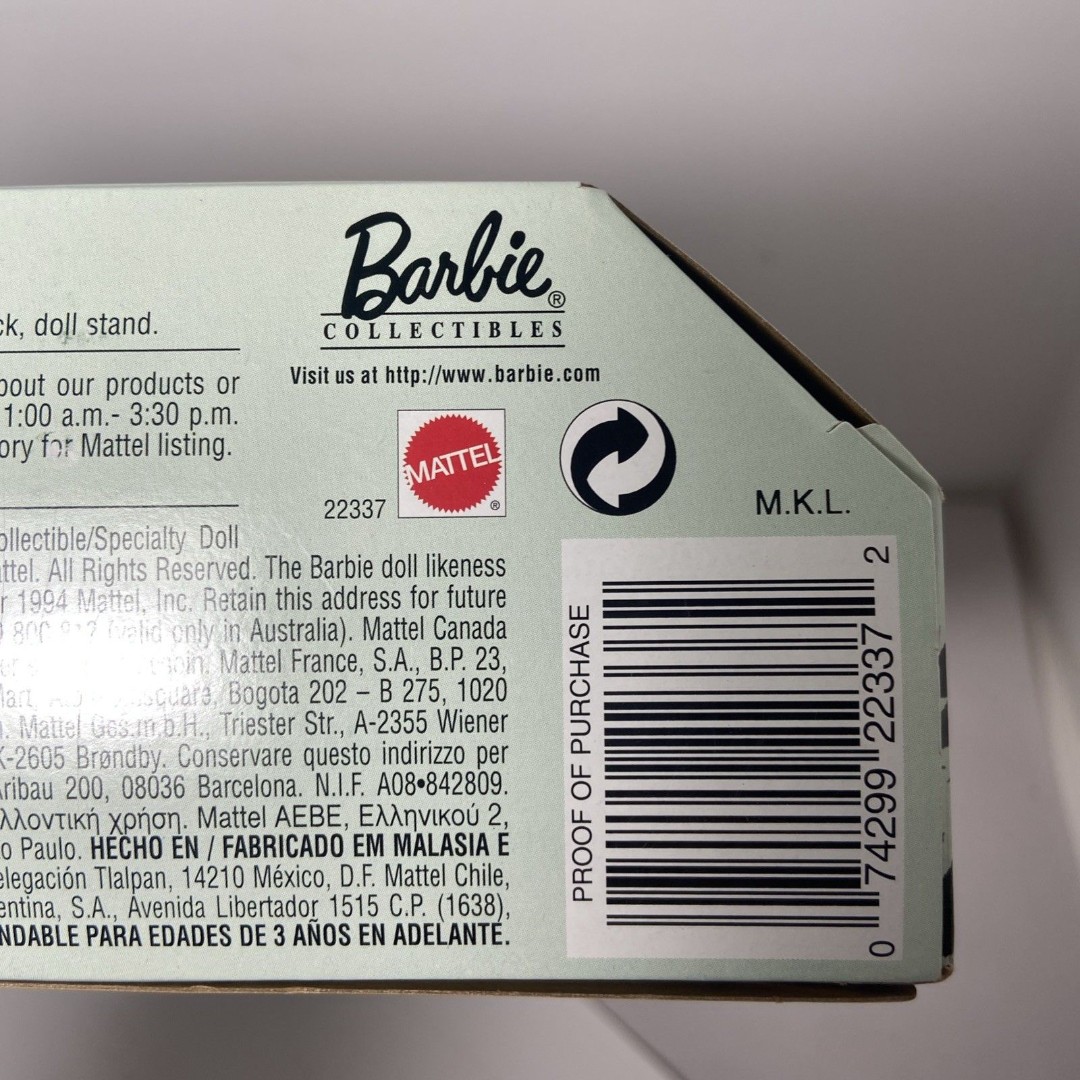 Barbie®
COLLECTIBLES
Visit us at http://www.barbie.com
ck, doll stand.
bout our products or
1:00 a.m.- 3:30 p.m.
ory for Mattel listing.
MATTEL
®
22337
M.K.L.
ollectible/Specialty Doll
attel. All Rights Reserved. The Barbie doll likeness
r 1994 Mattel, Inc. Retain this address for future
(valid only in Australia). Mattel Canada
Mattel France, S.A., B.P. 23,
Bogota 202 – B 275, 1020
Mattel Ges.m.b.H., Triester Str., A-2355 Wiener
K-2605 Brøndby. Conservare questo indirizzo per
Aribau 200, 08036 Barcelona. N.I.F. A08•842809.
λλοντική χρήση. Mattel AEBE, Ελληνικού 2,
o Paulo. HECHO EN / FABRICADO EM MALASIA E
elegación Tlalpan, 14210 México, D.F. Mattel Chile,
entina, S.A., Avenida Libertador 1515 C.P. (1638),
NDABLE PARA EDADES DE 3 AÑOS EN ADELANTE.
PROOF OF PURCHASE
0 74299 22337 2